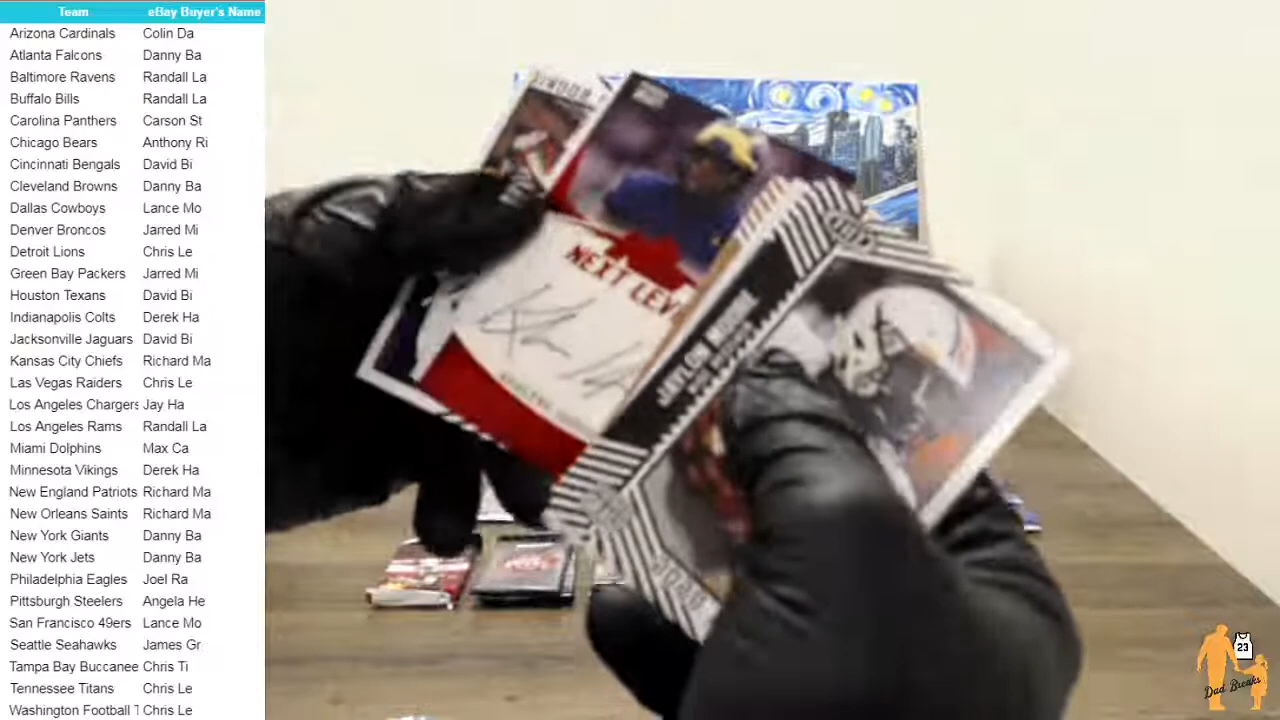 Team eBay Buyer's Name
Arizona Cardinals Colin Da
Atlanta Falcons Danny Ba
Baltimore Ravens Randall La
Buffalo Bills Randall La
Carolina Panthers Carson St
Chicago Bears Anthony Ri
Cincinnati Bengals David Bi
Cleveland Browns Danny Ba
Dallas Cowboys Lance Mo
Denver Broncos Jarred Mi
Detroit Lions Chris Le
Green Bay Packers Jarred Mi
Houston Texans David Bi
Indianapolis Colts Derek Ha
Jacksonville Jaguars David Bi
Kansas City Chiefs Richard Ma
Las Vegas Raiders Chris Le
Los Angeles Chargers Jay Ha
Los Angeles Rams Randall La
Miami Dolphins Max Ca
Minnesota Vikings Derek Ha
New England Patriots Richard Ma
New Orleans Saints Richard Ma
New York Giants Danny Ba
New York Jets Danny Ba
Philadelphia Eagles Joel Ra
Pittsburgh Steelers Angela He
San Francisco 49ers Lance Mo
Seattle Seahawks James Gr
Tampa Bay Buccanee Chris Ti
Tennessee Titans Chris Le
Washington Football T Chris Le
NEXT LEV
JAYLON MOORE
23
Dad Breaks